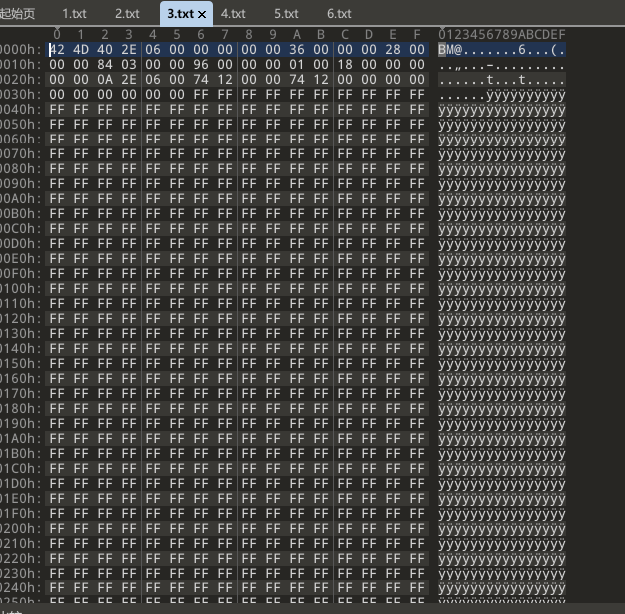 起始页 1.txt 2.txt 3.txt × 4.txt 5.txt 6.txt
0 1 2 3 4 5 6 7 8 9 A B C D E F 0123456789ABCDEF
0000h: 42 4D 40 2E 06 00 00 00 00 00 36 00 00 00 28 00 BM@.......6...(.
0010h: 00 00 84 03 00 00 96 00 00 00 01 00 18 00 00 00 ..„...–.........
0020h: 00 00 0A 2E 06 00 74 12 00 00 74 12 00 00 00 00 ......t...t.....
0030h: 00 00 00 00 00 00 FF FF FF FF FF FF FF FF FF FF ......ÿÿÿÿÿÿÿÿÿÿ
0040h: FF FF FF FF FF FF FF FF FF FF FF FF FF FF FF FF ÿÿÿÿÿÿÿÿÿÿÿÿÿÿÿÿ
0050h: FF FF FF FF FF FF FF FF FF FF FF FF FF FF FF FF ÿÿÿÿÿÿÿÿÿÿÿÿÿÿÿÿ
0060h: FF FF FF FF FF FF FF FF FF FF FF FF FF FF FF FF ÿÿÿÿÿÿÿÿÿÿÿÿÿÿÿÿ
0070h: FF FF FF FF FF FF FF FF FF FF FF FF FF FF FF FF ÿÿÿÿÿÿÿÿÿÿÿÿÿÿÿÿ
0080h: FF FF FF FF FF FF FF FF FF FF FF FF FF FF FF FF ÿÿÿÿÿÿÿÿÿÿÿÿÿÿÿÿ
0090h: FF FF FF FF FF FF FF FF FF FF FF FF FF FF FF FF ÿÿÿÿÿÿÿÿÿÿÿÿÿÿÿÿ
00A0h: FF FF FF FF FF FF FF FF FF FF FF FF FF FF FF FF ÿÿÿÿÿÿÿÿÿÿÿÿÿÿÿÿ
00B0h: FF FF FF FF FF FF FF FF FF FF FF FF FF FF FF FF ÿÿÿÿÿÿÿÿÿÿÿÿÿÿÿÿ
00C0h: FF FF FF FF FF FF FF FF FF FF FF FF FF FF FF FF ÿÿÿÿÿÿÿÿÿÿÿÿÿÿÿÿ
00D0h: FF FF FF FF FF FF FF FF FF FF FF FF FF FF FF FF ÿÿÿÿÿÿÿÿÿÿÿÿÿÿÿÿ
00E0h: FF FF FF FF FF FF FF FF FF FF FF FF FF FF FF FF ÿÿÿÿÿÿÿÿÿÿÿÿÿÿÿÿ
00F0h: FF FF FF FF FF FF FF FF FF FF FF FF FF FF FF FF ÿÿÿÿÿÿÿÿÿÿÿÿÿÿÿÿ
0100h: FF FF FF FF FF FF FF FF FF FF FF FF FF FF FF FF ÿÿÿÿÿÿÿÿÿÿÿÿÿÿÿÿ
0110h: FF FF FF FF FF FF FF FF FF FF FF FF FF FF FF FF ÿÿÿÿÿÿÿÿÿÿÿÿÿÿÿÿ
0120h: FF FF FF FF FF FF FF FF FF FF FF FF FF FF FF FF ÿÿÿÿÿÿÿÿÿÿÿÿÿÿÿÿ
0130h: FF FF FF FF FF FF FF FF FF FF FF FF FF FF FF FF ÿÿÿÿÿÿÿÿÿÿÿÿÿÿÿÿ
0140h: FF FF FF FF FF FF FF FF FF FF FF FF FF FF FF FF ÿÿÿÿÿÿÿÿÿÿÿÿÿÿÿÿ
0150h: FF FF FF FF FF FF FF FF FF FF FF FF FF FF FF FF ÿÿÿÿÿÿÿÿÿÿÿÿÿÿÿÿ
0160h: FF FF FF FF FF FF FF FF FF FF FF FF FF FF FF FF ÿÿÿÿÿÿÿÿÿÿÿÿÿÿÿÿ
0170h: FF FF FF FF FF FF FF FF FF FF FF FF FF FF FF FF ÿÿÿÿÿÿÿÿÿÿÿÿÿÿÿÿ
0180h: FF FF FF FF FF FF FF FF FF FF FF FF FF FF FF FF ÿÿÿÿÿÿÿÿÿÿÿÿÿÿÿÿ
0190h: FF FF FF FF FF FF FF FF FF FF FF FF FF FF FF FF ÿÿÿÿÿÿÿÿÿÿÿÿÿÿÿÿ
01A0h: FF FF FF FF FF FF FF FF FF FF FF FF FF FF FF FF ÿÿÿÿÿÿÿÿÿÿÿÿÿÿÿÿ
01B0h: FF FF FF FF FF FF FF FF FF FF FF FF FF FF FF FF ÿÿÿÿÿÿÿÿÿÿÿÿÿÿÿÿ
01C0h: FF FF FF FF FF FF FF FF FF FF FF FF FF FF FF FF ÿÿÿÿÿÿÿÿÿÿÿÿÿÿÿÿ
01D0h: FF FF FF FF FF FF FF FF FF FF FF FF FF FF FF FF ÿÿÿÿÿÿÿÿÿÿÿÿÿÿÿÿ
01E0h: FF FF FF FF FF FF FF FF FF FF FF FF FF FF FF FF ÿÿÿÿÿÿÿÿÿÿÿÿÿÿÿÿ
01F0h: FF FF FF FF FF FF FF FF FF FF FF FF FF FF FF FF ÿÿÿÿÿÿÿÿÿÿÿÿÿÿÿÿ
0200h: FF FF FF FF FF FF FF FF FF FF FF FF FF FF FF FF ÿÿÿÿÿÿÿÿÿÿÿÿÿÿÿÿ
0210h: FF FF FF FF FF FF FF FF FF FF FF FF FF FF FF FF ÿÿÿÿÿÿÿÿÿÿÿÿÿÿÿÿ
0220h: FF FF FF FF FF FF FF FF FF FF FF FF FF FF FF FF ÿÿÿÿÿÿÿÿÿÿÿÿÿÿÿÿ
0230h: FF FF FF FF FF FF FF FF FF FF FF FF FF FF FF FF ÿÿÿÿÿÿÿÿÿÿÿÿÿÿÿÿ
0240h: FF FF FF FF FF FF FF FF FF FF FF FF FF FF FF FF ÿÿÿÿÿÿÿÿÿÿÿÿÿÿÿÿ